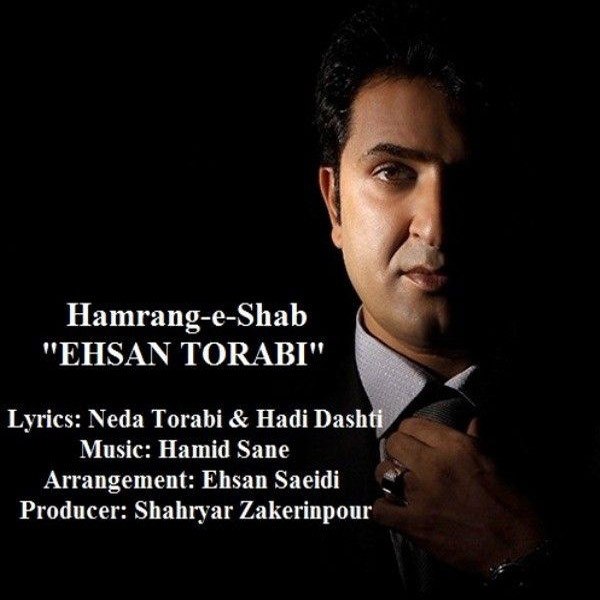 Hamrang-e-Shab
"EHSAN TORABI"
Lyrics: Neda Torabi & Hadi Dashti
Music: Hamid Sane
Arrangement: Ehsan Saeidi
Producer: Shahryar Zakerinpour